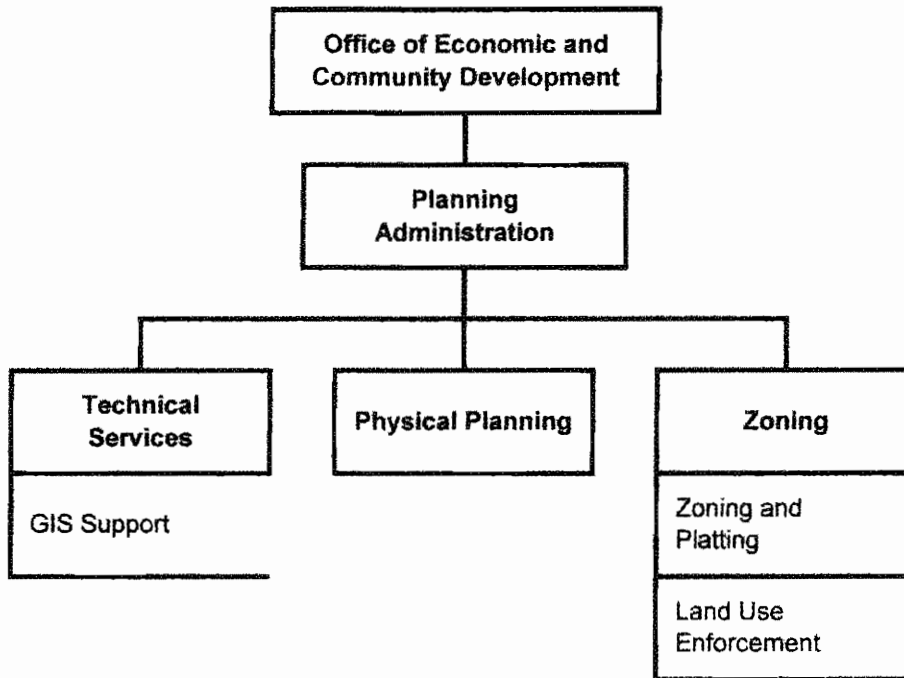 Office of Economic and
Community Development
Planning
Administration
Technical
Services
Physical Planning
Zoning
GIS Support
Zoning and
Platting
Land Use
Enforcement